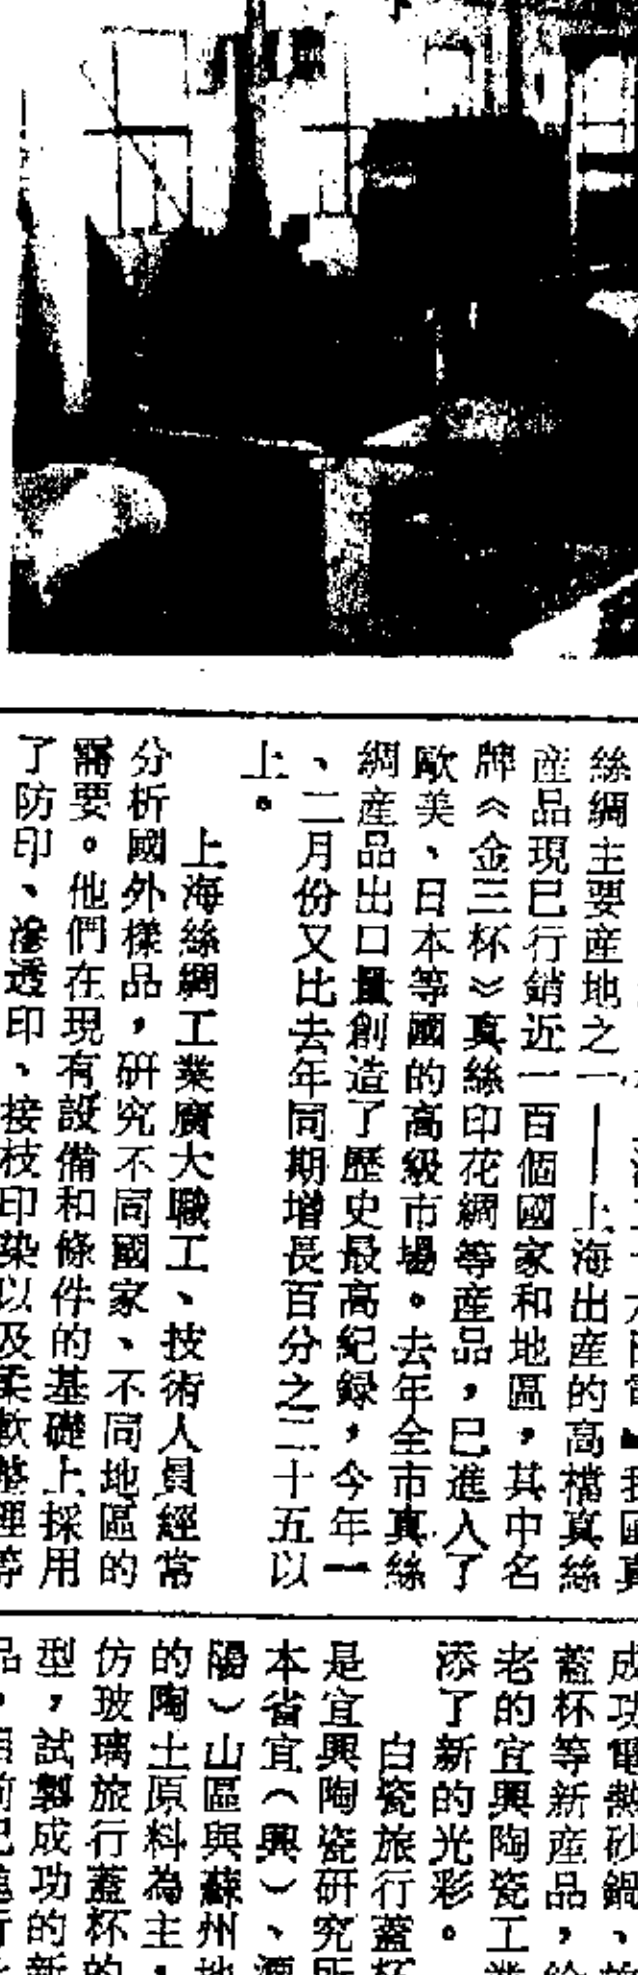 絲綢主要産地之一——上海出産的高檔真絲
産品現已行銷近一百個國家和地區，其中名
牌《金三杯》真絲印花綢等産品，已進入了
歐美、日本等國的高級市場。去年全市真絲
綢産品出口量創造了歷史最高紀録，今年一
、二月份又比去年同期增長百分之二十五以
上。
上海絲綢工業廣大職工、技術人員經常
分析國外樣品，研究不同國家、不同地區的
需要。他們在現有設備和條件的基礎上採用
了防印、滲透印、接枝印染以及柔軟整理等
成功電熱砂鍋、
蓋杯等新産品，給
老的宜興陶瓷工業
添了新的光彩。
白瓷旅行蓋杯
是宜興陶瓷研究所
本省宜（興）、溧
陽）山區與蘇州地
的陶土原料為主，
仿玻璃旅行蓋杯的
型，試製成功的新